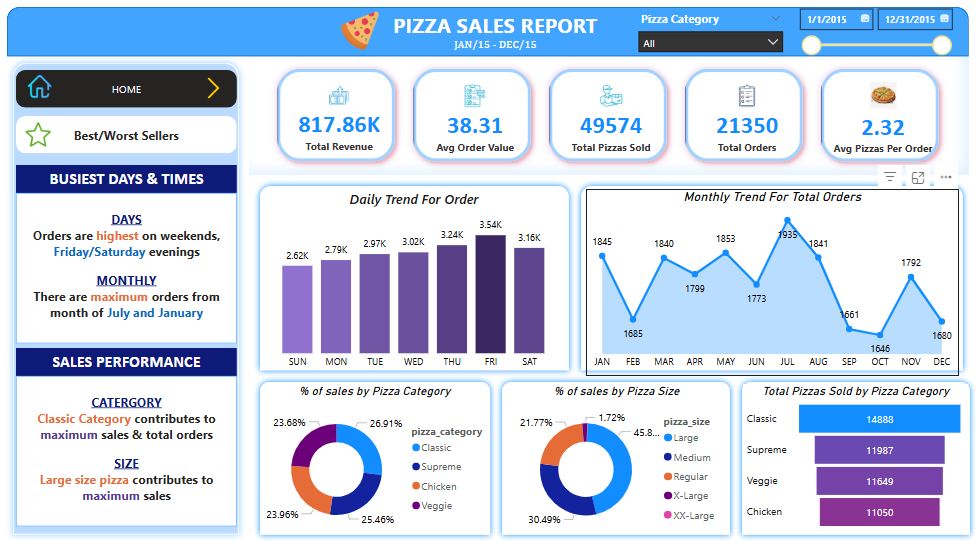 PIZZA SALES REPORT
JAN/15 - DEC/15
Pizza Category
All
1/1/2015
12/31/2015
HOME
Best/Worst Sellers
BUSIEST DAYS & TIMES
DAYS
Orders are highest on weekends,
Friday/Saturday evenings
MONTHLY
There are maximum orders from
month of July and January
SALES PERFORMANCE
CATERGORY
Classic Category contributes to
maximum sales & total orders
SIZE
Large size pizza contributes to
maximum sales
817.86K
Total Revenue
38.31
Avg Order Value
49574
Total Pizzas Sold
21350
Total Orders
2.32
Avg Pizzas Per Order
Daily Trend For Order
2.62K
2.79K
2.97K
3.02K
3.24K
3.54K
3.16K
SUN
MON
TUE
WED
THU
FRI
SAT
Monthly Trend For Total Orders
1845
1685
1840
1799
1853
1773
1935
1841
1661
1646
1792
1680
JAN
FEB
MAR
APR
MAY
JUN
JUL
AUG
SEP
OCT
NOV
DEC
% of sales by Pizza Category
23.68%
26.91%
23.96%
25.46%
pizza_category
Classic
Supreme
Chicken
Veggie
% of sales by Pizza Size
21.77%
1.72%
45.8...
30.49%
pizza_size
Large
Medium
Regular
X-Large
XX-Large
Total Pizzas Sold by Pizza Category
Classic
14888
Supreme
11987
Veggie
11649
Chicken
11050